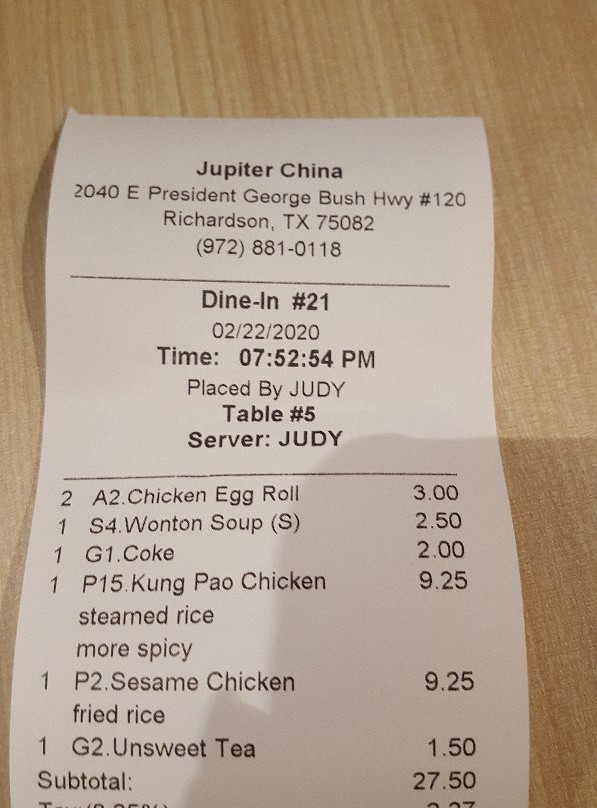 Jupiter China
2040 E President George Bush Hwy #120
Richardson, TX 75082
(972) 881-0118
Dine-In #21
02/22/2020
Time: 07:52:54 PM
Placed By JUDY
Table #5
Server: JUDY
2 A2.Chicken Egg Roll 3.00
1 S4.Wonton Soup (S) 2.50
1 G1.Coke 2.00
1 P15.Kung Pao Chicken 9.25
steamed rice
more spicy
1 P2.Sesame Chicken 9.25
fried rice
1 G2.Unsweet Tea 1.50
Subtotal: 27.50